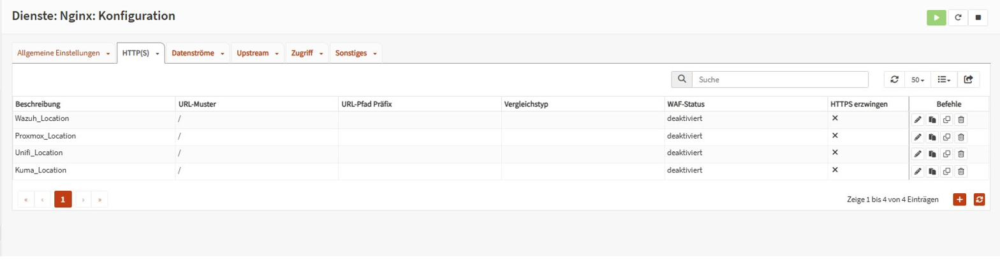 Dienste: Nginx: Konfiguration
Allgemeine Einstellungen HTTP(S) Datenströme Upstream Zugriff Sonstiges
Suche 50
Beschreibung URL-Muster URL-Pfad Präfix Vergleichstyp WAF-Status HTTPS erzwingen Befehle
Wazuh_Location / deaktiviert
Proxmox_Location / deaktiviert
Unifi_Location / deaktiviert
Kuma_Location / deaktiviert
« ‹ 1 › » Zeige 1 bis 4 von 4 Einträgen